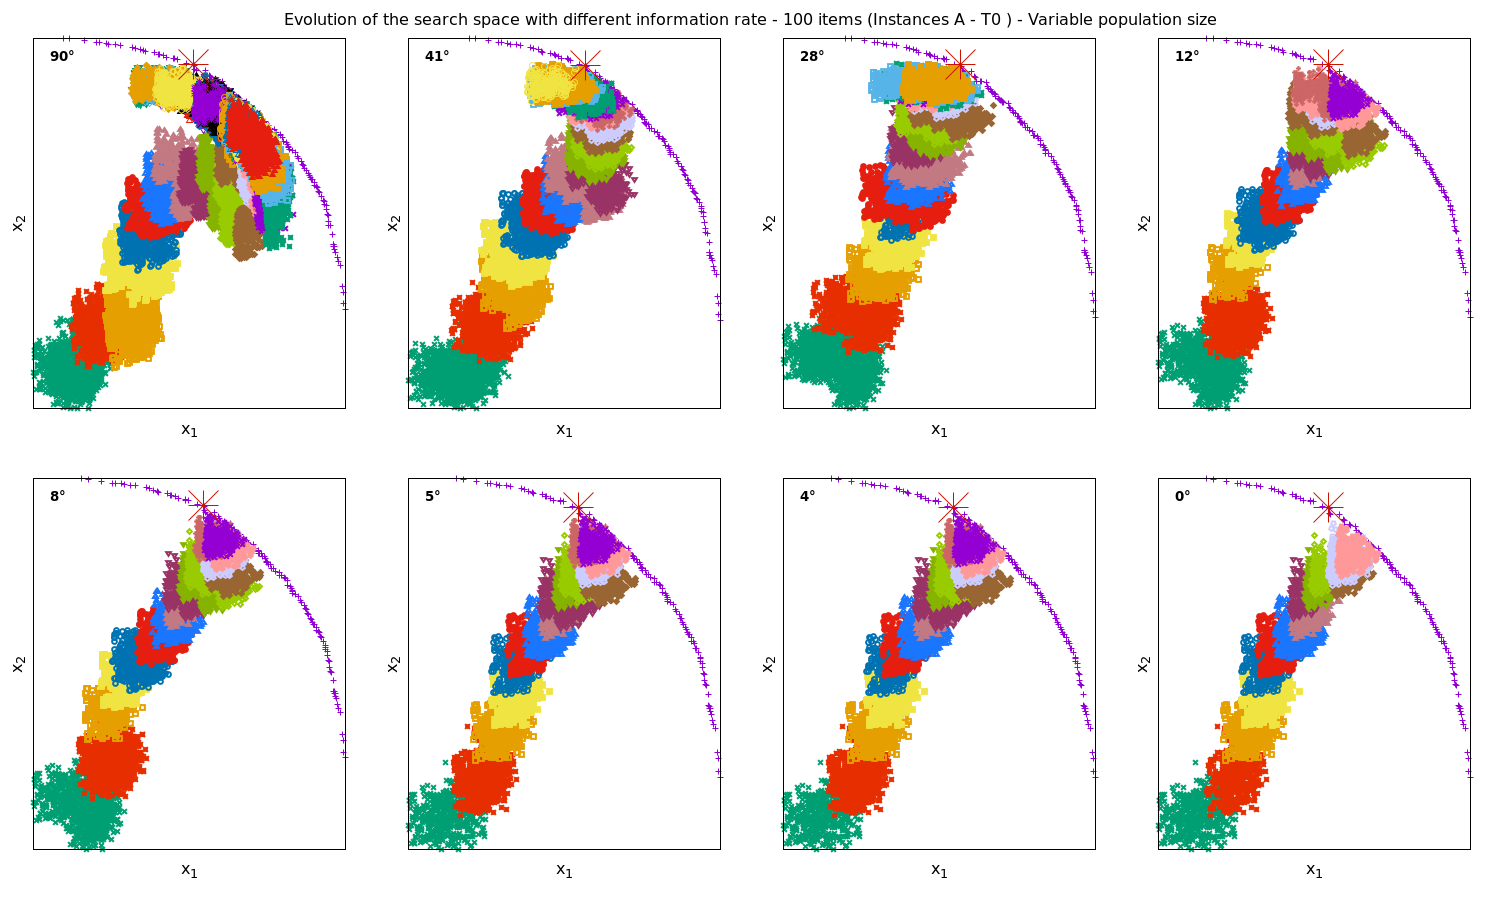 Evolution of the search space with different information rate - 100 items (Instances A - T0 ) - Variable population size
90°
41°
28°
12°
x2
x2
x2
x2
x1
x1
x1
x1
8°
5°
4°
0°
x2
x2
x2
x2
x1
x1
x1
x1